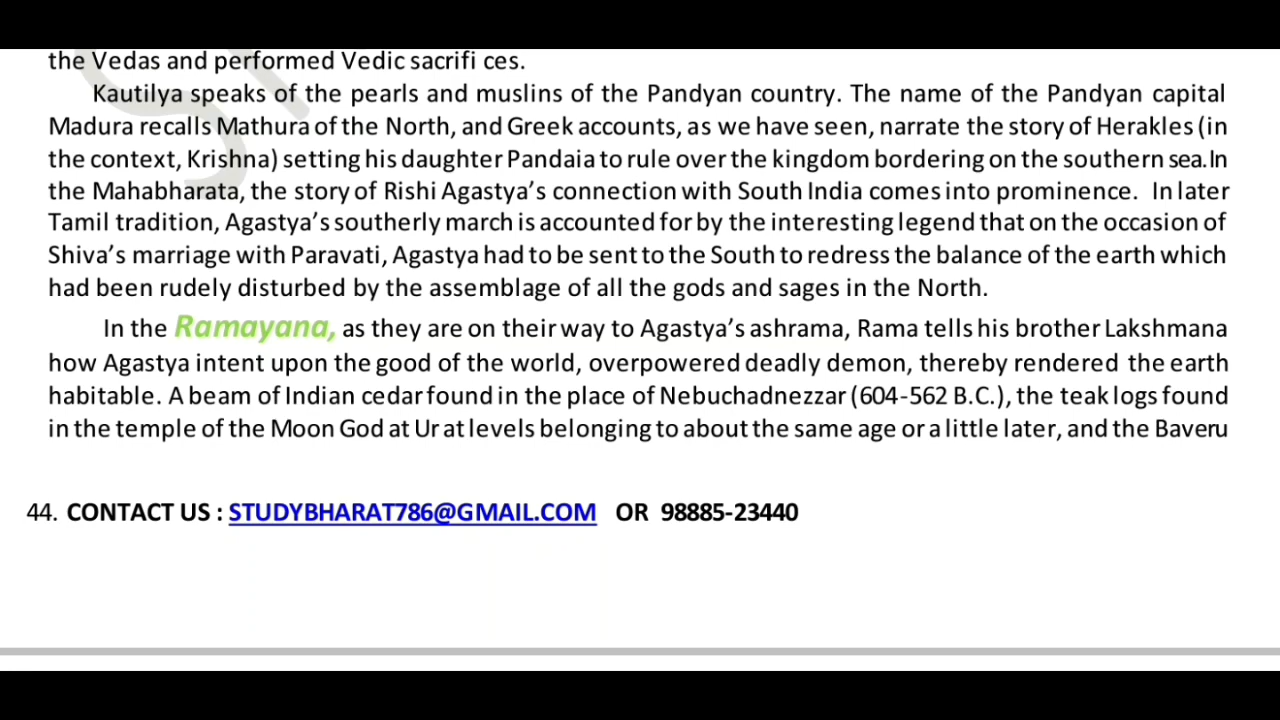 the Vedas and performed Vedic sacrifi ces.
Kautilya speaks of the pearls and muslins of the Pandyan country. The name of the Pandyan capital
Madura recalls Mathura of the North, and Greek accounts, as we have seen, narrate the story of Herakles (in
the context, Krishna) setting his daughter Pandaia to rule over the kingdom bordering on the southern sea.In
the Mahabharata, the story of Rishi Agastya's connection with South India comes into prominence. In later
Tamil tradition, Agastya's southerly march is accounted for by the interesting legend that on the occasion of
Shiva's marriage with Paravati, Agastya had to be sent to the South to redress the balance of the earth which
had been rudely disturbed by the assemblage of all the gods and sages in the North.
In the Ramayana, as they are on their way to Agastya's ashrama, Rama tells his brother Lakshmana
how Agastya intent upon the good of the world, overpowered deadly demon, thereby rendered the earth
habitable. A beam of Indian cedar found in the place of Nebuchadnezzar (604-562 B.C.), the teak logs found
in the temple of the Moon God at Ur at levels belonging to about the same age or a little later, and the Baveru
44. CONTACT US : STUDYBHARAT786@GMAIL.COM OR 98885-23440